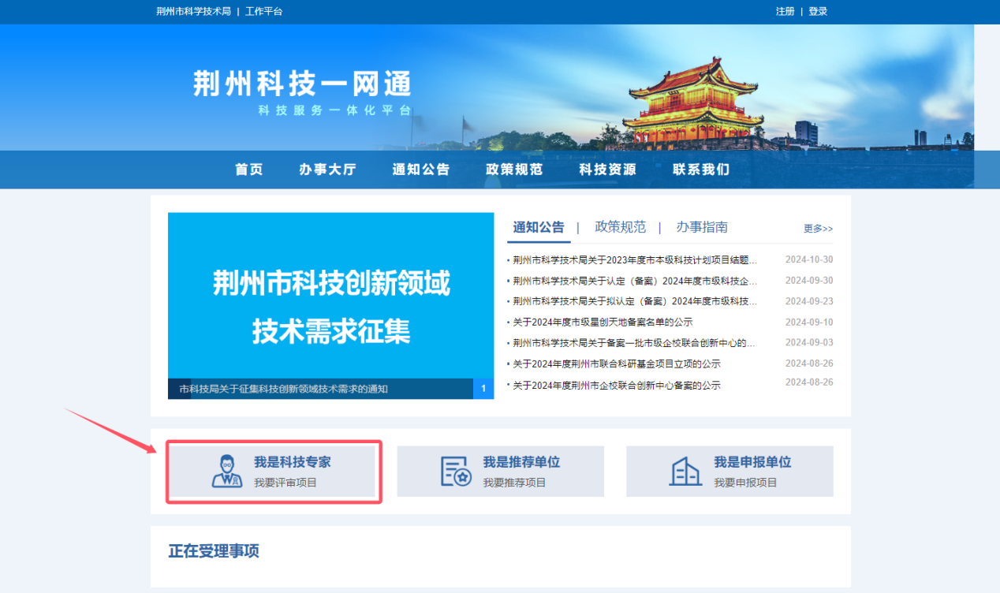 荆州市科学技术局 | 工作平台
注册 | 登录
荆州科技一网通
科技服务一体化平台
首页 办事大厅 通知公告 政策规范 科技资源 联系我们
荆州市科技创新领域
技术需求征集
市科技局关于征集科技创新领域技术需求的通知 1
通知公告 | 政策规范 | 办事指南 更多>>
荆州市科学技术局关于2023年度市本级科技计划项目结题... 2024-10-30
荆州市科学技术局关于认定（备案）2024年度市级科技企... 2024-09-30
荆州市科学技术局关于拟认定（备案）2024年度市级科技... 2024-09-23
关于2024年度市级星创天地备案名单的公示 2024-09-10
荆州市科学技术局关于备案一批市级企校联合创新中心的... 2024-09-03
关于2024年度荆州市联合科研基金项目立项的公示 2024-08-26
关于2024年度荆州市企校联合创新中心备案的公示 2024-08-26
我是科技专家
我要评审项目
我是推荐单位
我要推荐项目
我是申报单位
我要申报项目
正在受理事项